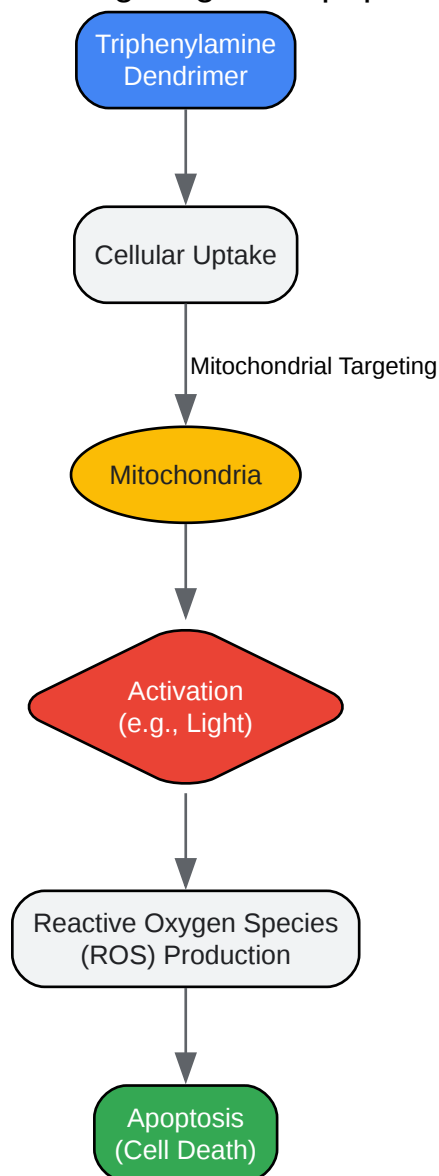 Triphenylamine
Dendrimer
Cellular Uptake
Mitochondrial Targeting
Mitochondria
Activation
(e.g., Light)
Reactive Oxygen Species
(ROS) Production
Apoptosis
(Cell Death)